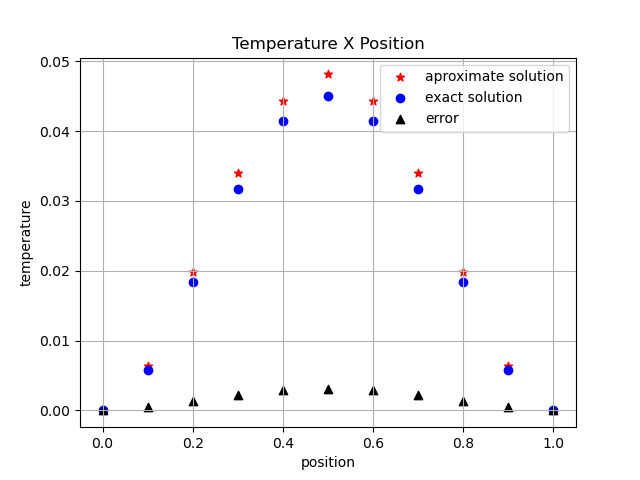 Temperature X Position
aproximate solution
exact solution
error
temperature
0.05
0.04
0.03
0.02
0.01
0.00
0.0 0.2 0.4 0.6 0.8 1.0
position